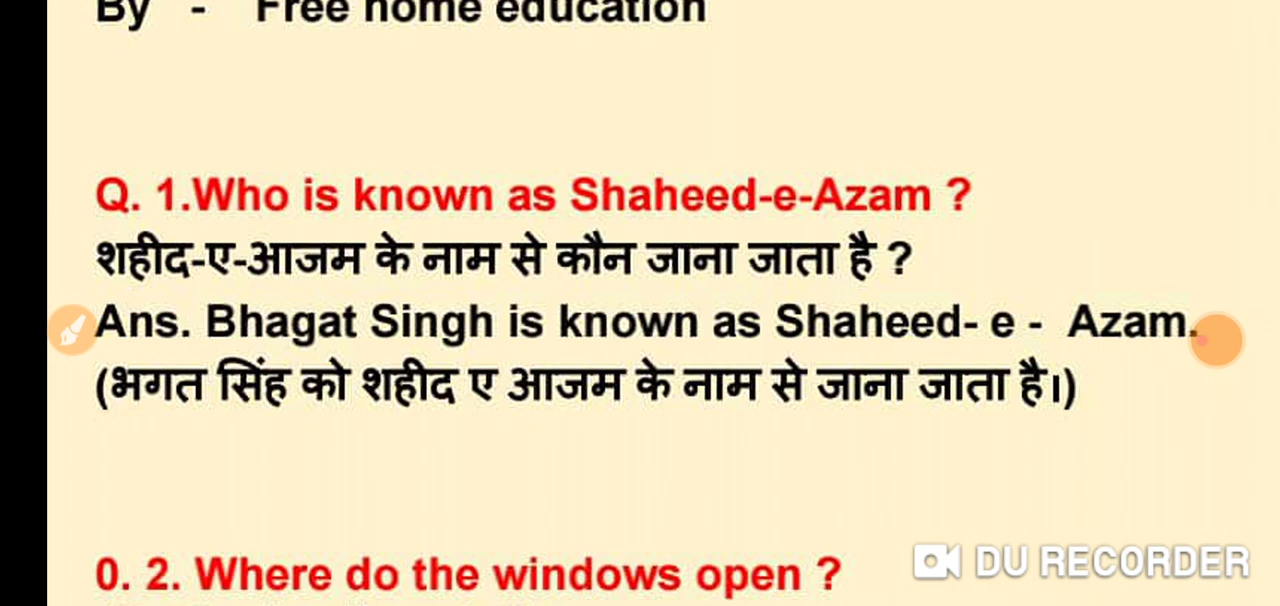 By - Free home education
Q. 1.Who is known as Shaheed-e-Azam ?
शहीद-ए-आजम के नाम से कौन जाना जाता है ?
Ans. Bhagat Singh is known as Shaheed- e - Azam.
(भगत सिंह को शहीद ए आजम के नाम से जाना जाता है।)
0. 2. Where do the windows open ?
DU RECORDER